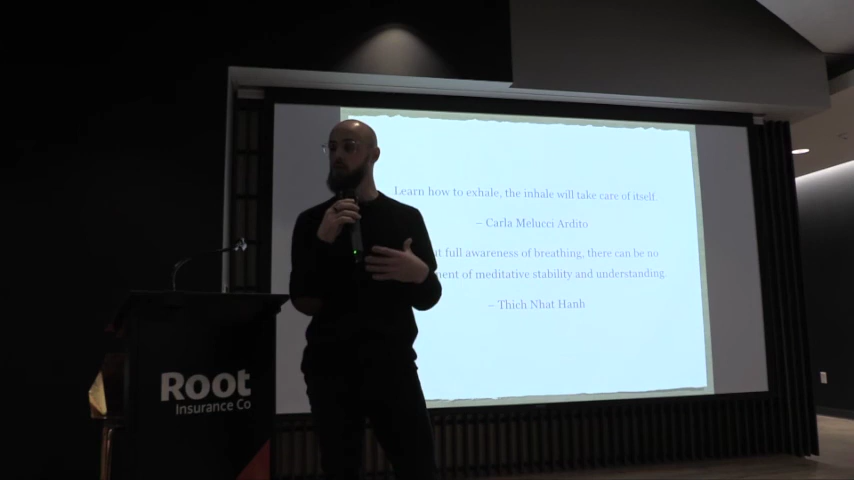 Learn how to exhale, the inhale will take care of itself.
– Carla Melucci Ardito
full awareness of breathing, there can be no
of meditative stability and understanding.
– Thich Nhat Hanh
Root
Insurance Co